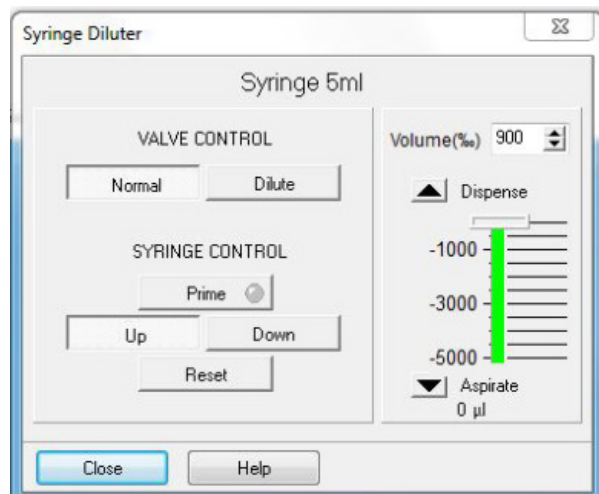 Syringe Diluter
Syringe 5ml
VALVE CONTROL
Normal Dilute
SYRINGE CONTROL
Prime
Up Down
Reset
Volume(‰) 900
Dispense
-1000
-3000
-5000
Aspirate
0 µl
Close Help